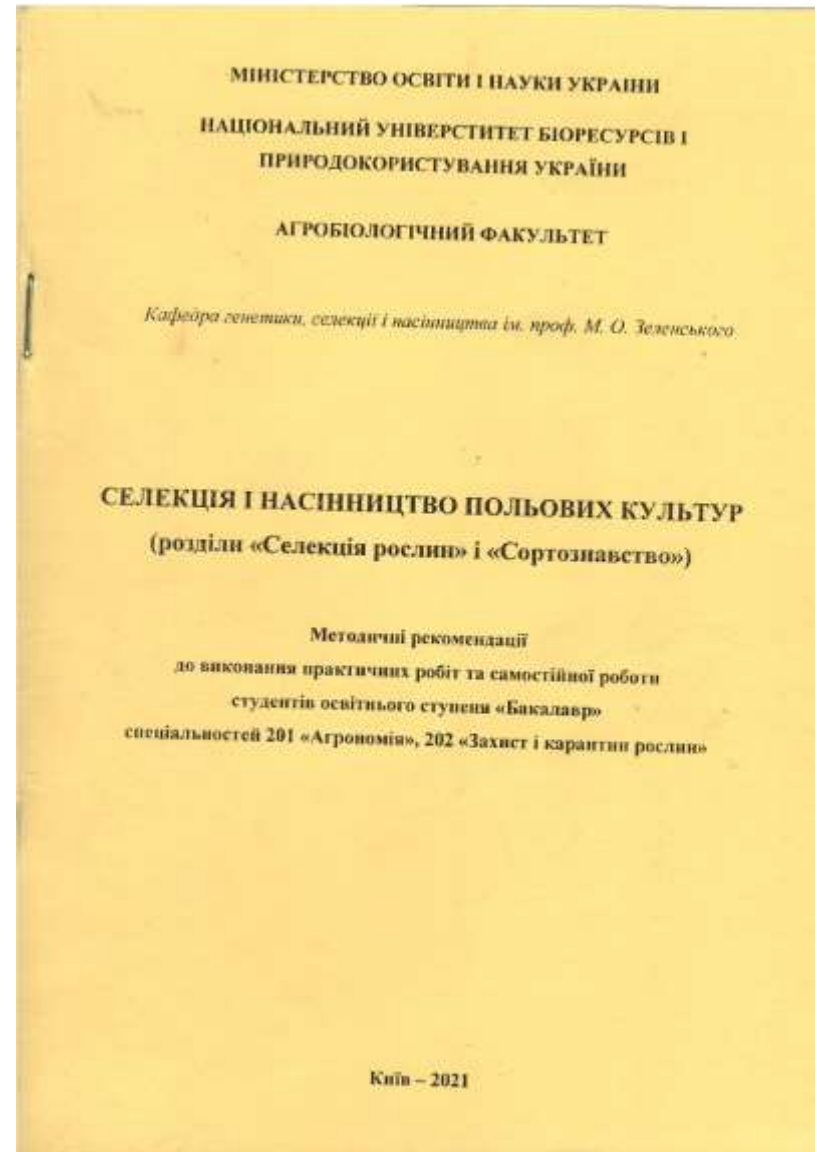 МІНІСТЕРСТВО ОСВІТИ І НАУКИ УКРАЇНИ
НАЦІОНАЛЬНИЙ УНІВЕРСТИТЕТ БІОРЕСУРСІВ І
ПРИРОДОКОРИСТУВАННЯ УКРАЇНИ
АГРОБІОЛОГІЧНИЙ ФАКУЛЬТЕТ
Кафедра генетики, селекції і насінництва ім. проф. М. О. Зеленського
СЕЛЕКЦІЯ І НАСІННИЦТВО ПОЛЬОВИХ КУЛЬТУР
(розділи «Селекція рослин» і «Сортознавство»)
Методичні рекомендації
до виконання практичних робіт та самостійної роботи
студентів освітнього ступеня «Бакалавр»
спеціальностей 201 «Агрономія», 202 «Захист і карантин рослин»
Київ – 2021